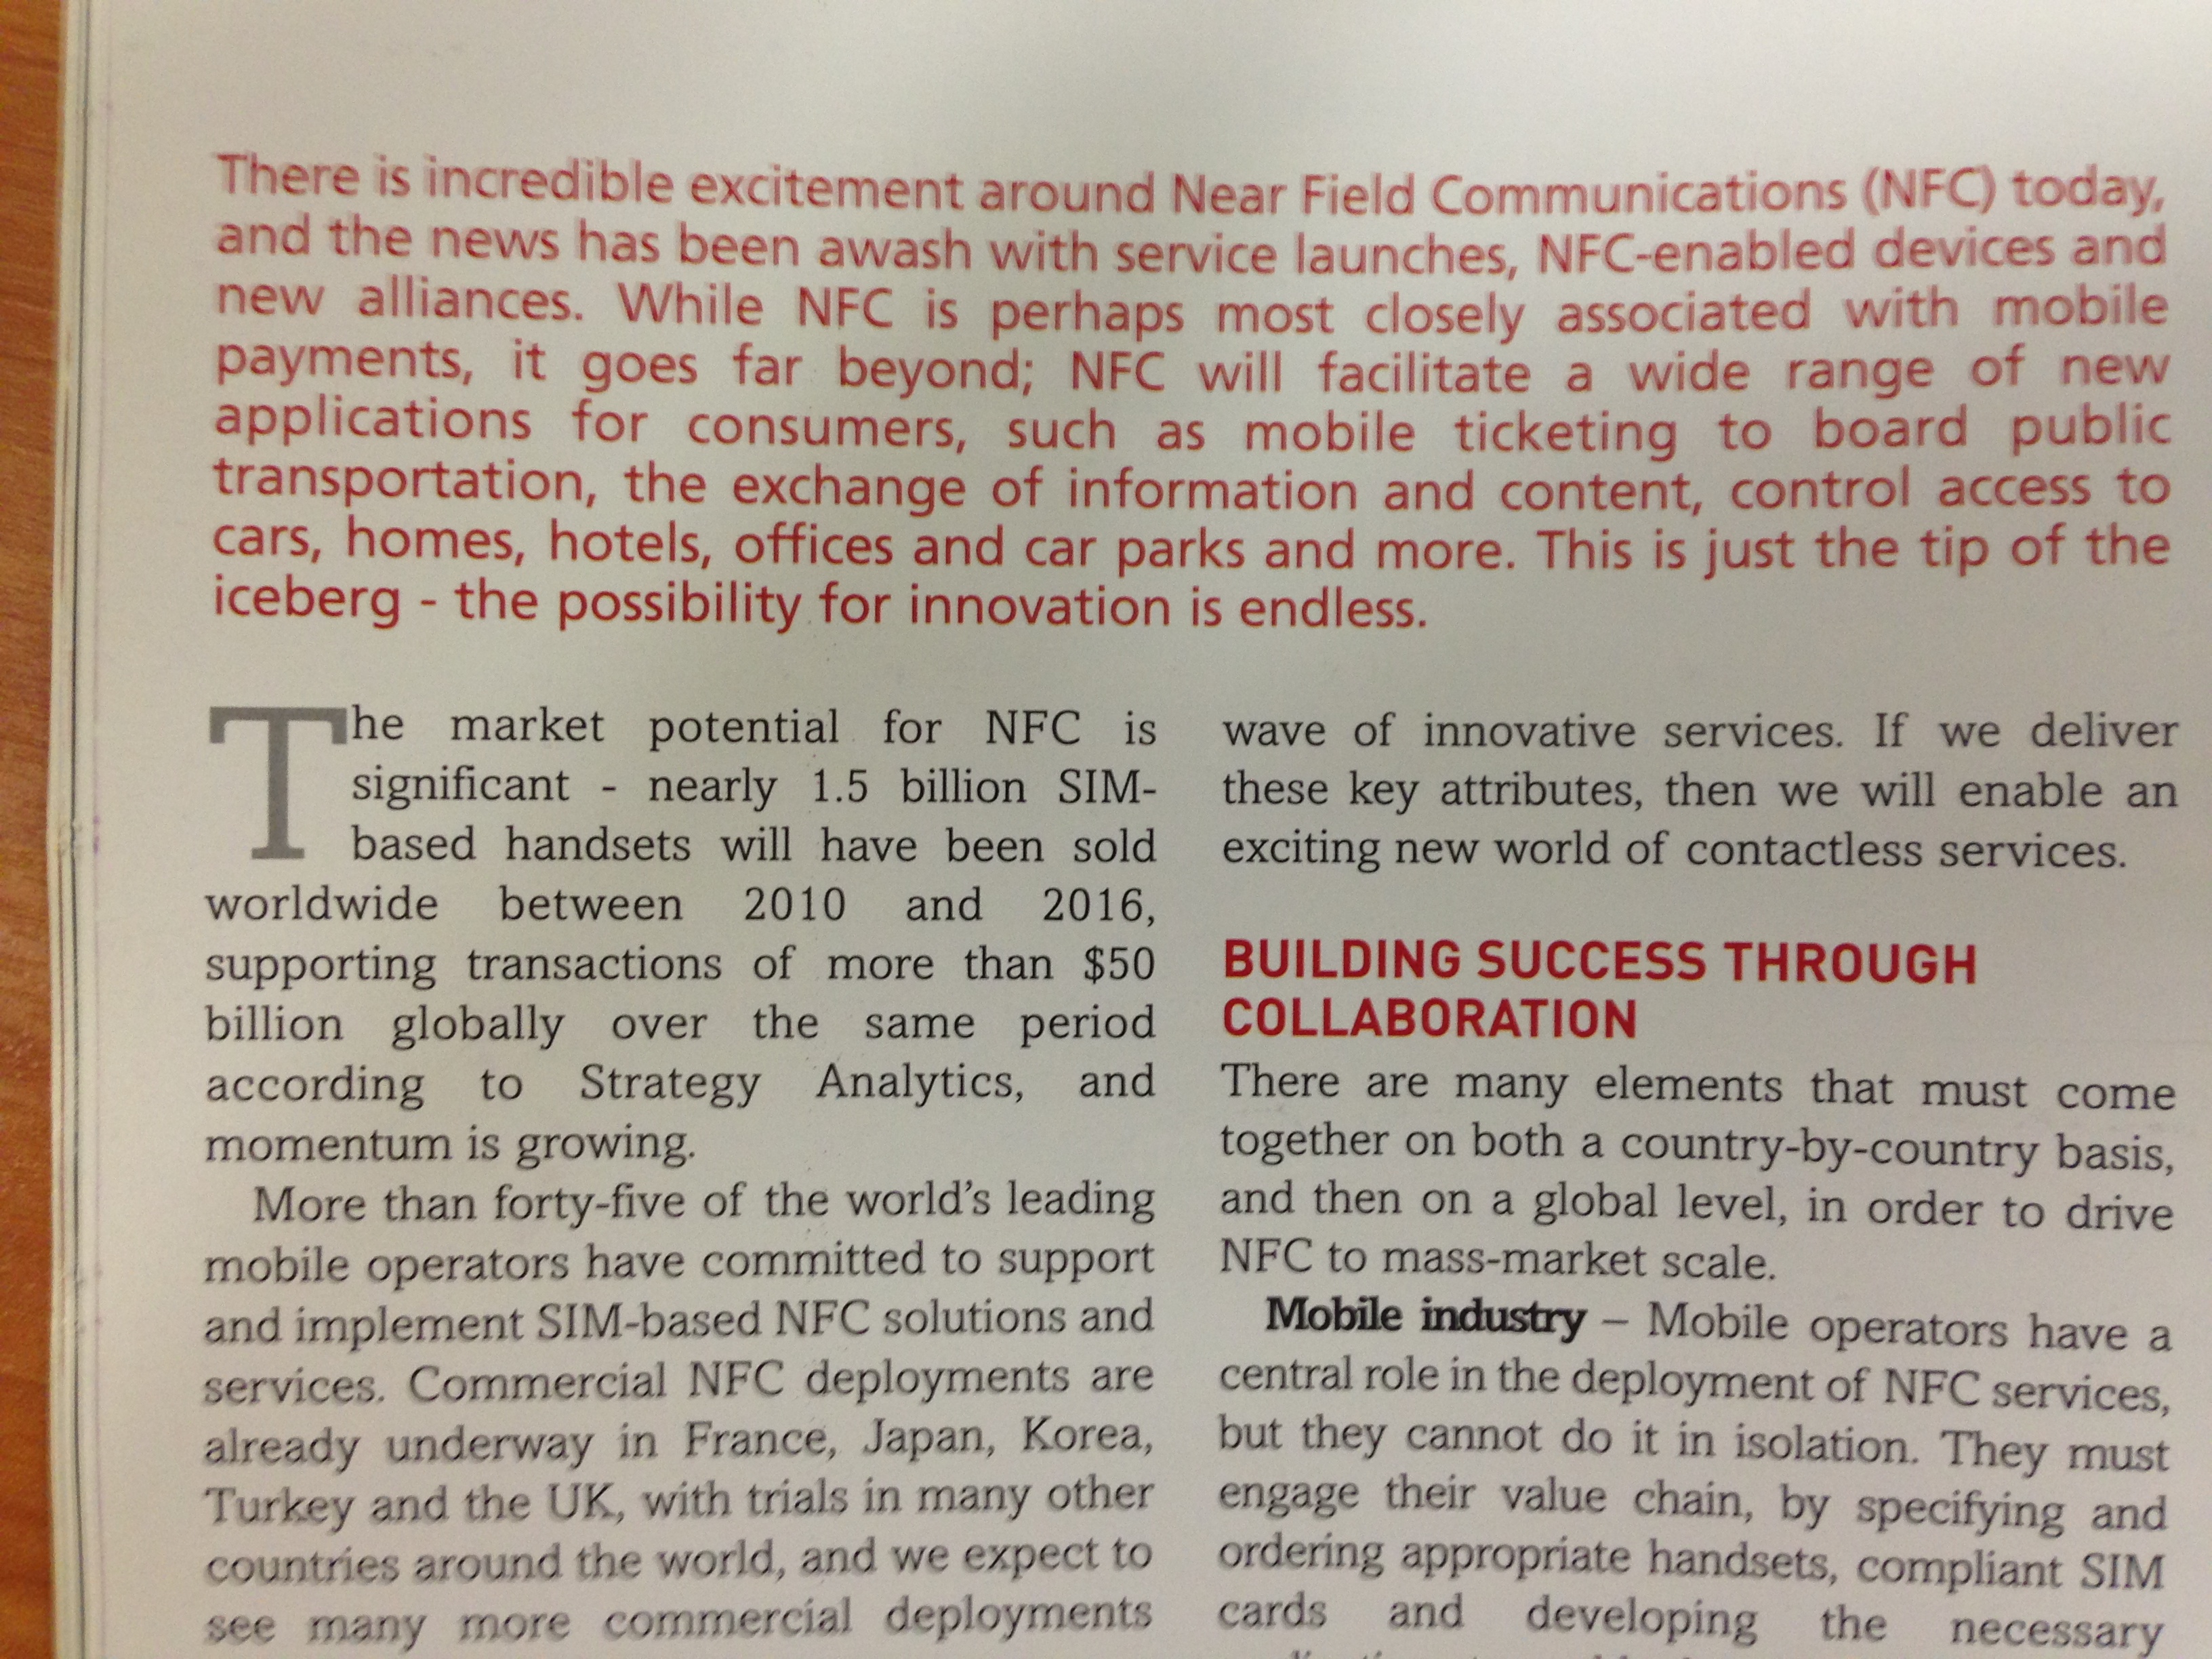 There is incredible excitement around Near Field Communications (NFC) today,
and the news has been awash with service launches, NFC-enabled devices and
new alliances. While NFC is perhaps most closely associated with mobile
payments, it goes far beyond; NFC will facilitate a wide range of new
applications for consumers, such as mobile ticketing to board public
transportation, the exchange of information and content, control access to
cars, homes, hotels, offices and car parks and more. This is just the tip of the
iceberg - the possibility for innovation is endless.
The market potential for NFC is
significant - nearly 1.5 billion SIM-
based handsets will have been sold
worldwide between 2010 and 2016,
supporting transactions of more than $50
billion globally over the same period
according to Strategy Analytics, and
momentum is growing.
More than forty-five of the world's leading
mobile operators have committed to support
and implement SIM-based NFC solutions and
services. Commercial NFC deployments are
already underway in France, Japan, Korea,
Turkey and the UK, with trials in many other
countries around the world, and we expect to
see many more commercial deployments
wave of innovative services. If we deliver
these key attributes, then we will enable an
exciting new world of contactless services.
BUILDING SUCCESS THROUGH
COLLABORATION
There are many elements that must come
together on both a country-by-country basis,
and then on a global level, in order to drive
NFC to mass-market scale.
Mobile industry – Mobile operators have a
central role in the deployment of NFC services,
but they cannot do it in isolation. They must
engage their value chain, by specifying and
ordering appropriate handsets, compliant SIM
cards and developing the necessary